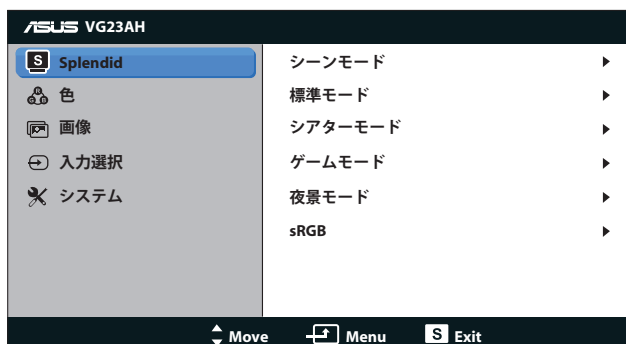 ASUS VG23AH
S Splendid
色
画像
入力選択
システム
シーンモード
標準モード
シアターモード
ゲームモード
夜景モード
sRGB
Move Menu S Exit